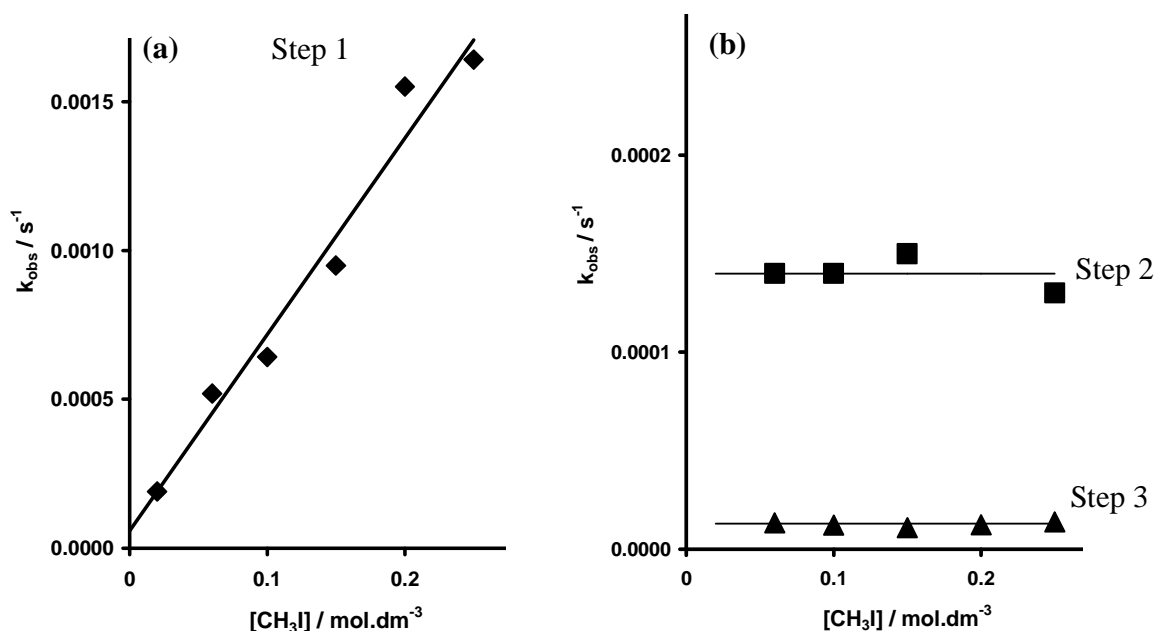 (a)
Step 1
0.0015
0.0010
0.0005
0.0000
k_obs / s⁻¹
0
0.1
0.2
[CH₃I] / mol.dm⁻³
(b)
0.0002
0.0001
0.0000
k_obs / s⁻¹
Step 2
Step 3
0
0.1
0.2
[CH₃I] / mol.dm⁻³